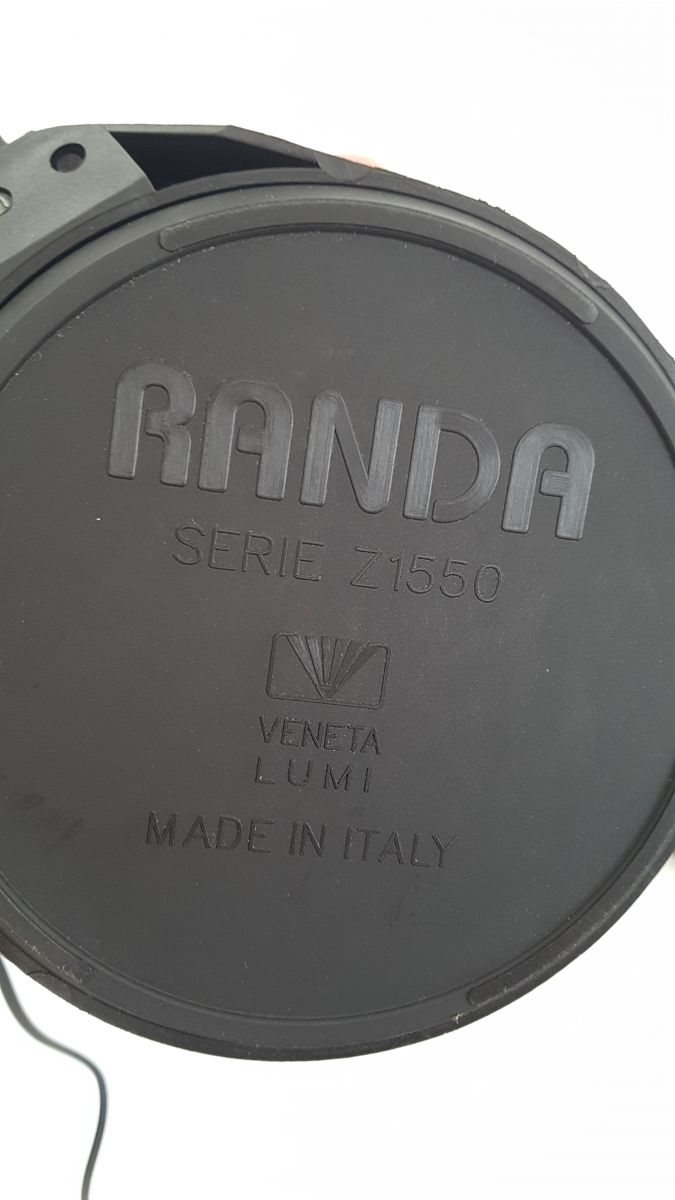 RANDA
SERIE Z1550
VENETA
LUMI
MADE IN ITALY